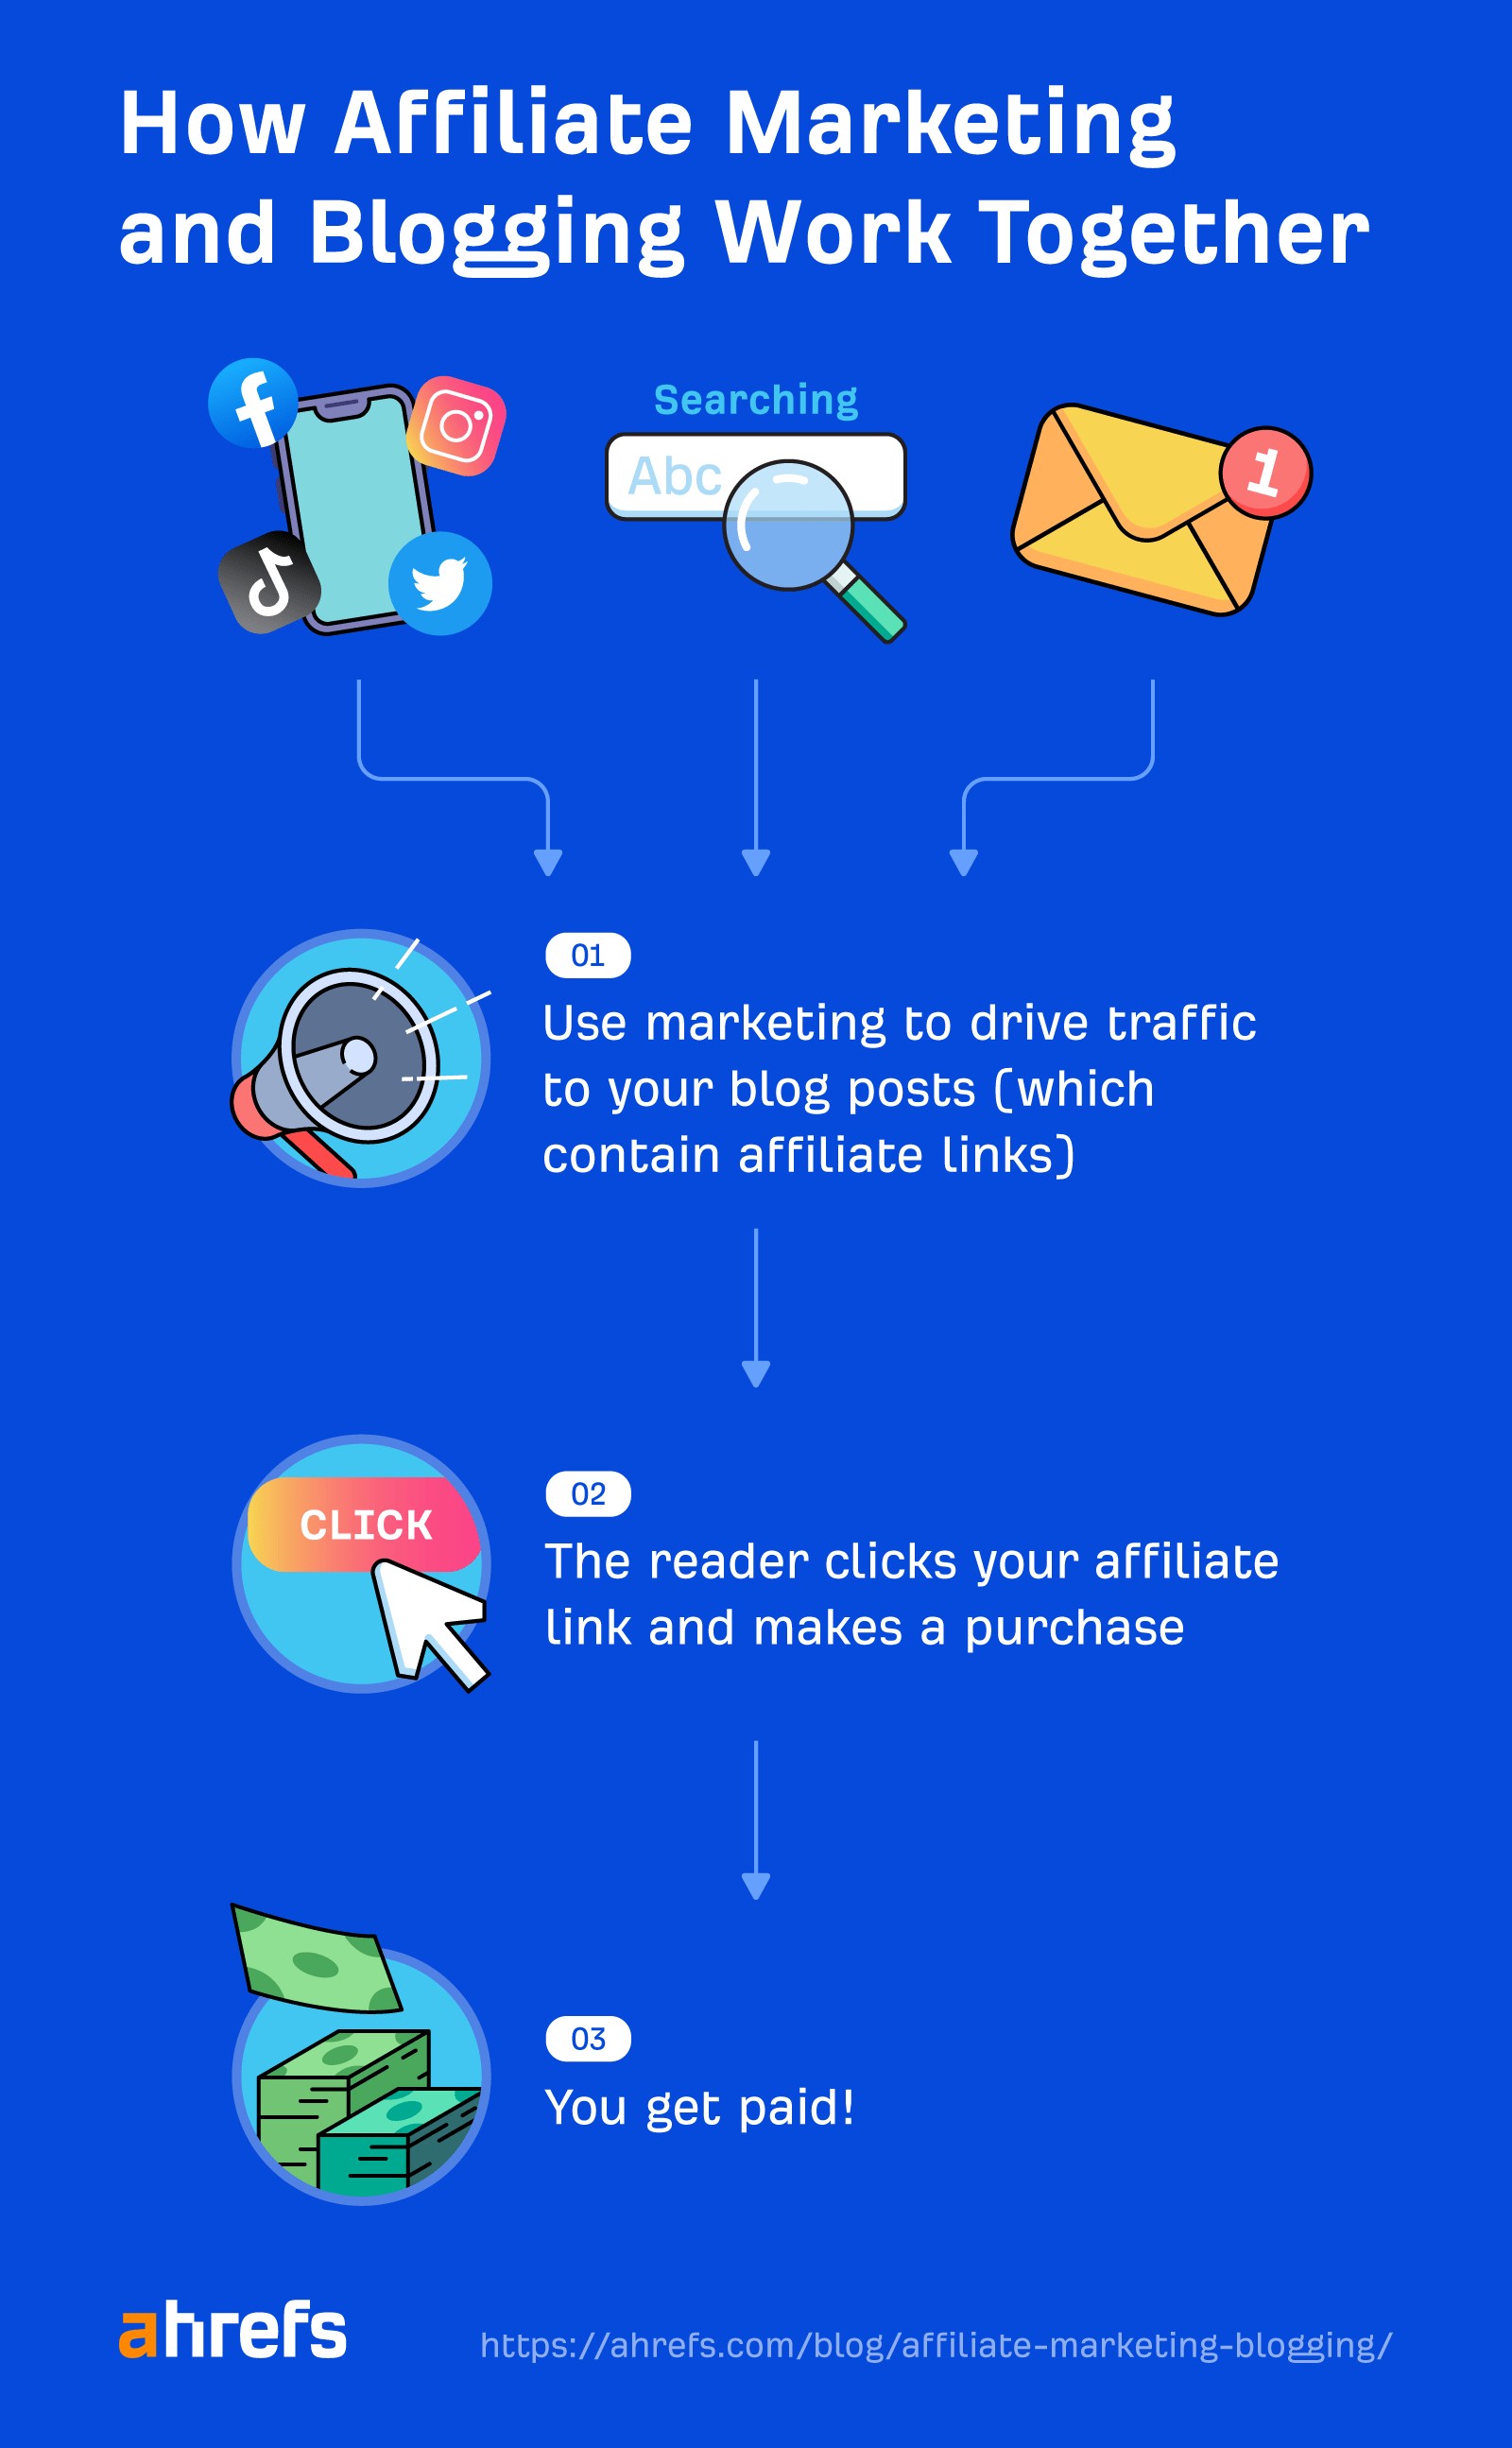 How Affiliate Marketing
and Blogging Work Together
Searching
Abc
1
01
Use marketing to drive traffic
to your blog posts (which
contain affiliate links)
CLICK
02
The reader clicks your affiliate
link and makes a purchase
03
You get paid!
ahrefs
https://ahrefs.com/blog/affiliate-marketing-blogging/